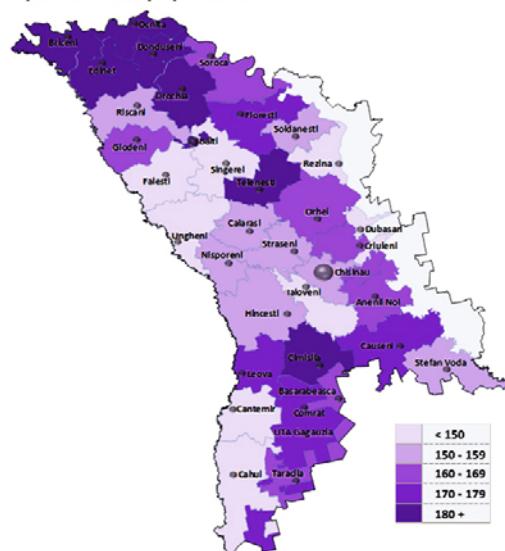 Ocnita
Briceni
Donduseni
Edinet
Soroca
Drochia
Riscani
Floresti
Soldanesti
Glodeni
Balti
Singerei
Rezina
Falesti
Telenesti
Orhei
Calarasi
Dubasari
Ungheni
Straseni
Criuleni
Nisporeni
Chisinau
Ialoveni
Anenii Noi
Hincesti
Causeni
Cimislia
Stefan Voda
Leova
Basarabeasca
Cantemir
Comrat
UTA Gagauzia
Cahul
Taraclia
< 150
150 - 159
160 - 169
170 - 179
180 +